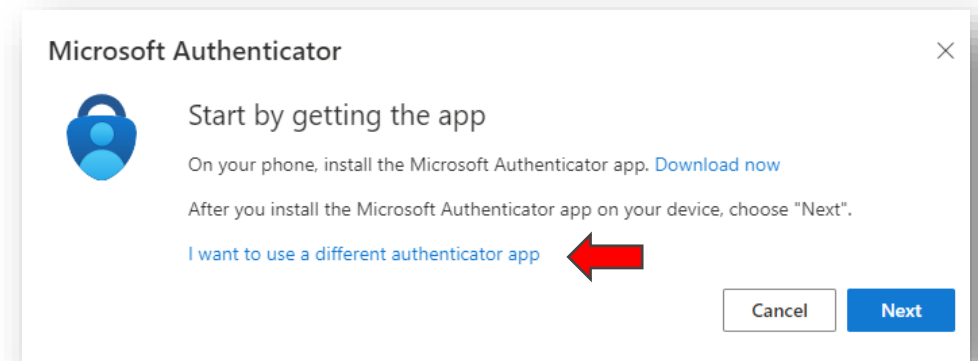 Microsoft Authenticator
Start by getting the app
On your phone, install the Microsoft Authenticator app. Download now
After you install the Microsoft Authenticator app on your device, choose "Next".
I want to use a different authenticator app
Cancel Next